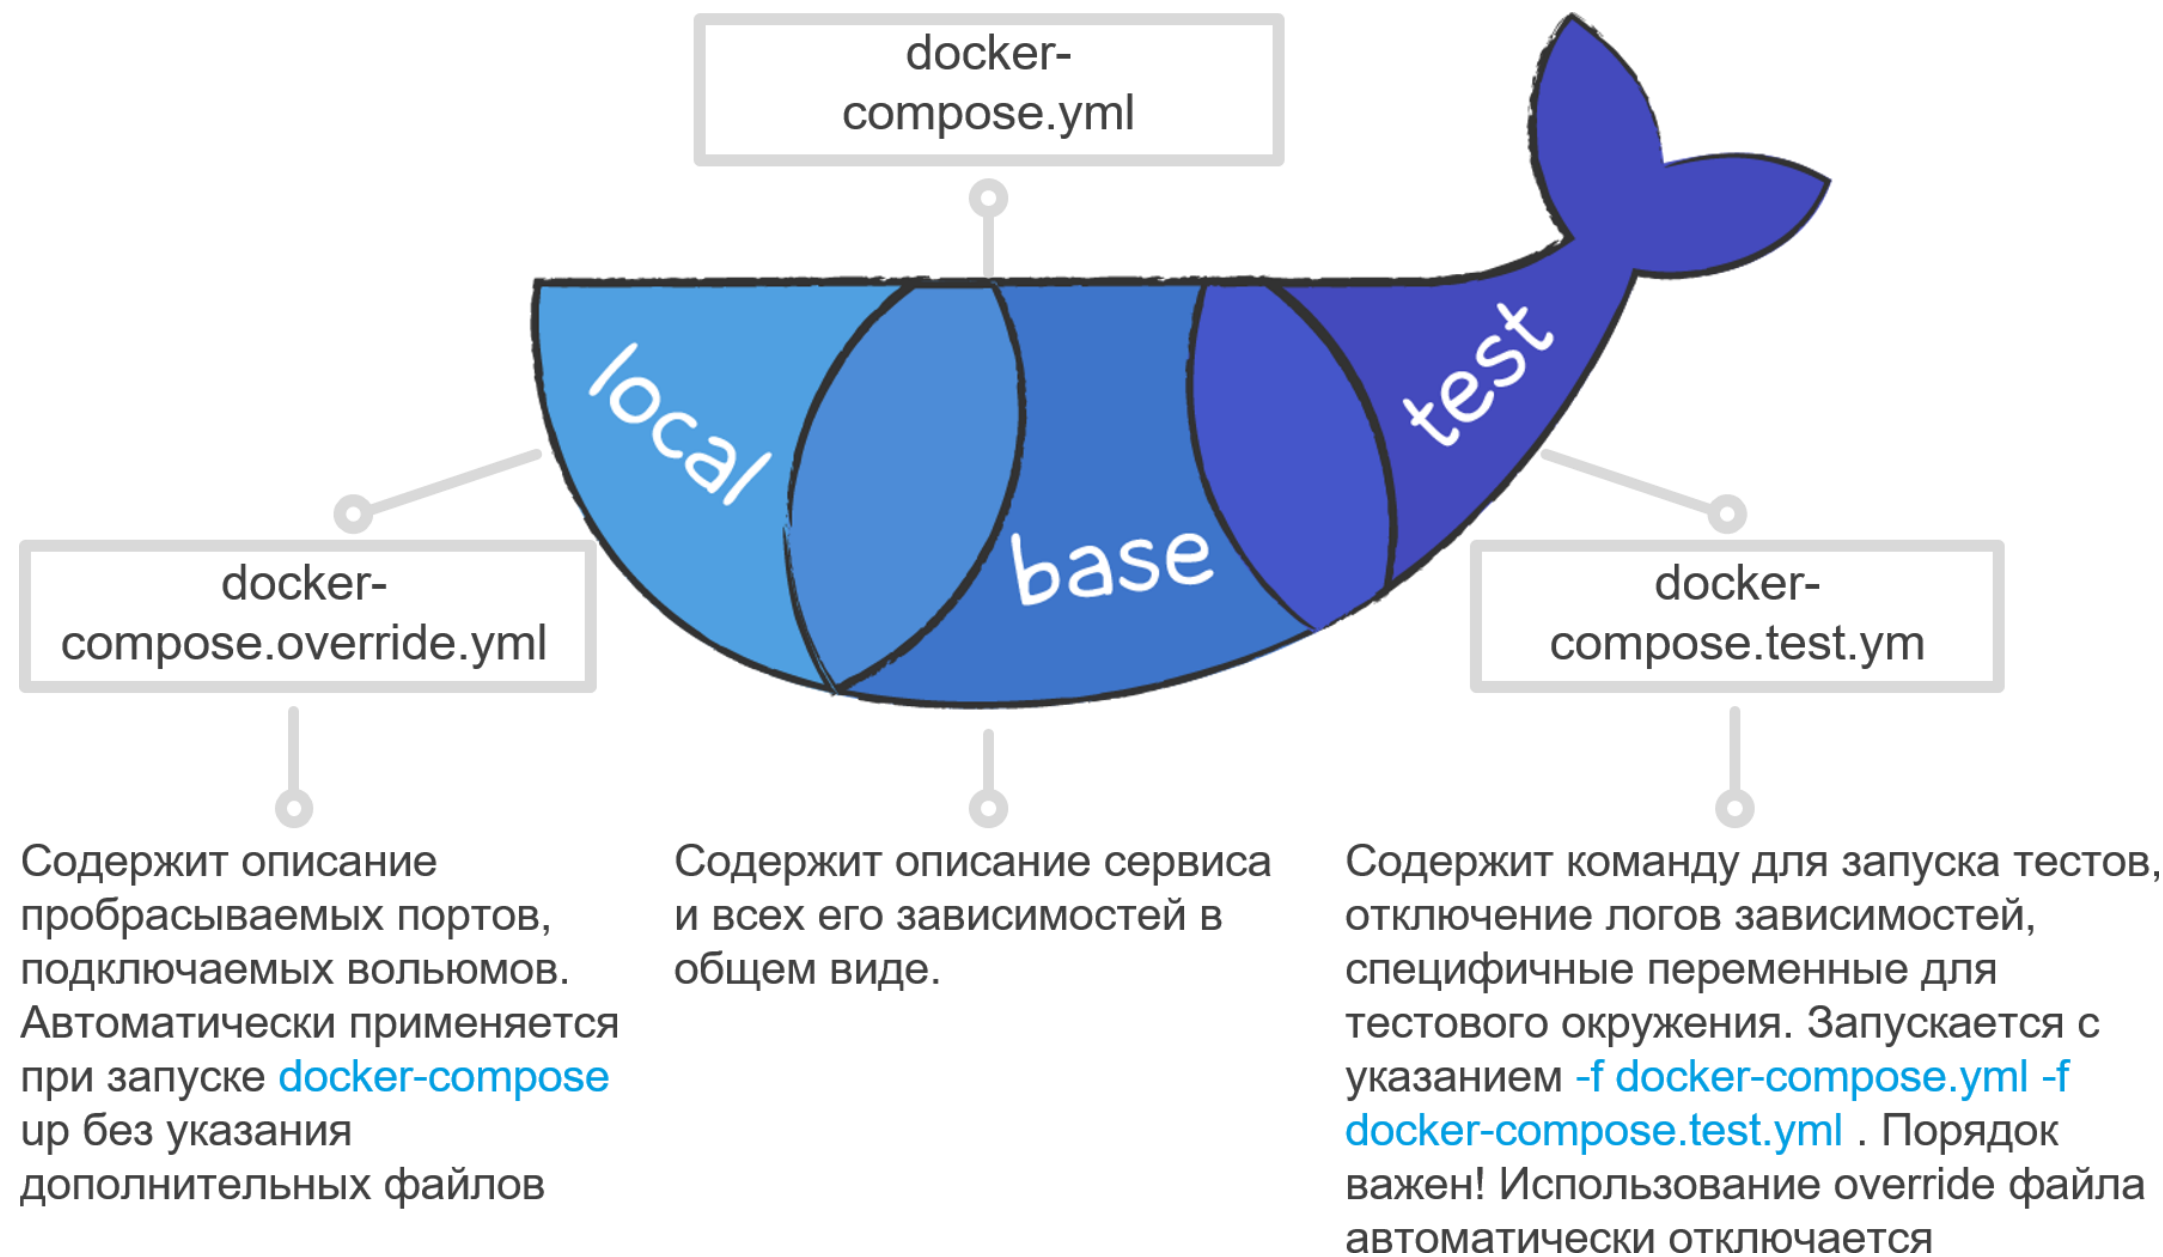 docker-
compose.yml
local
base
test
docker-
compose.override.yml
docker-
compose.test.ym
Содержит описание
пробрасываемых портов,
подключаемых вольюмов.
Автоматически применяется
при запуске docker-compose
up без указания
дополнительных файлов
Содержит описание сервиса
и всех его зависимостей в
общем виде.
Содержит команду для запуска тестов,
отключение логов зависимостей,
специфичные переменные для
тестового окружения. Запускается с
указанием -f docker-compose.yml -f
docker-compose.test.yml . Порядок
важен! Использование override файла
автоматически отключается